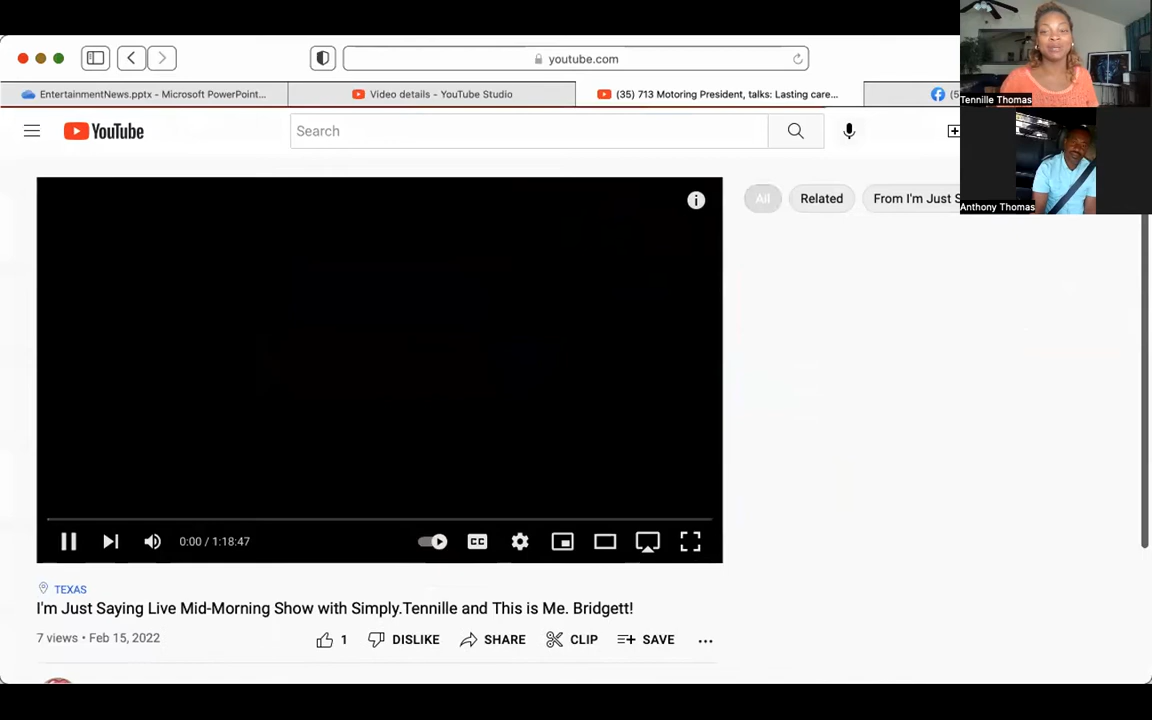 youtube.com
EntertainmentNews.pptx - Microsoft PowerPoint...
Video details - YouTube Studio
(35) 713 Motoring President, talks: Lasting care...
(5
Tennille Thomas
YouTube
Search
All
Related
From I'm Just S
Anthony Thomas
0:00 / 1:18:47
CC
TEXAS
I'm Just Saying Live Mid-Morning Show with Simply.Tennille and This is Me. Bridgett!
7 views • Feb 15, 2022
1
DISLIKE
SHARE
CLIP
SAVE